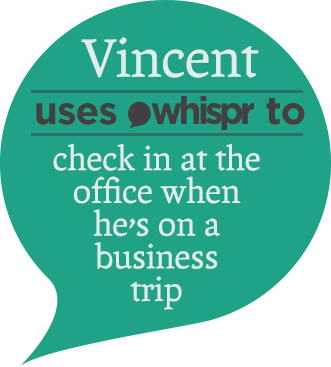 Vincent
uses whispr to
check in at the
office when
he's on a
business
trip